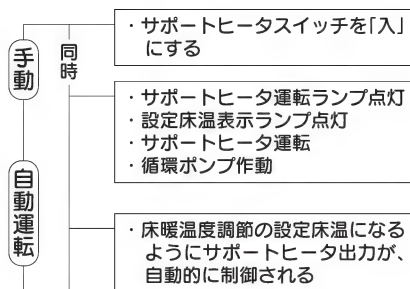 手動
同時
・サポートヒータスイッチを｢入｣
にする
・サポートヒータ運転ランプ点灯
・設定床温表示ランプ点灯
・サポートヒータ運転
・循環ポンプ作動
自動運転
・床暖温度調節の設定床温になる
ようにサポートヒータ出力が、
自動的に制御される